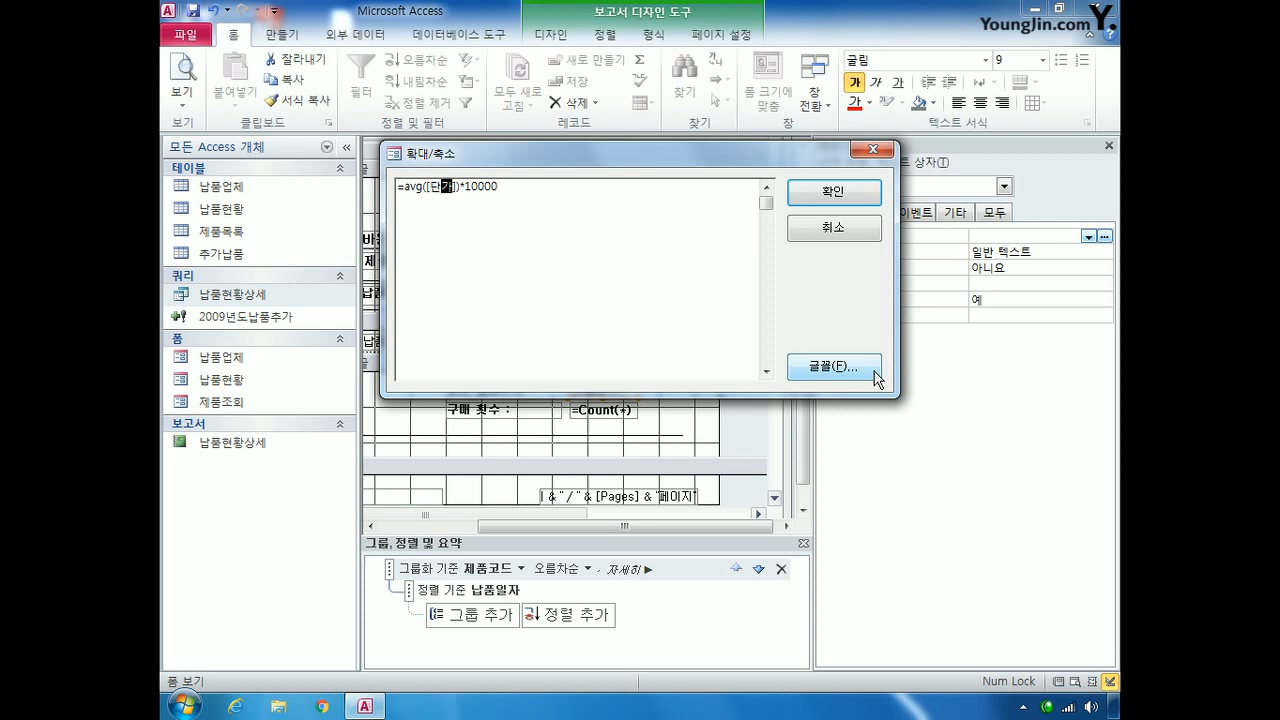 Microsoft Access
보고서 디자인 도구
Younglin.com Y.
파일 홈 만들기 외부 데이터 데이터베이스 도구 디자인 정렬 형식 페이지 설정
보기
붙여넣기
잘라내기
복사
서식 복사
필터
오름차순
내림차순
정렬 제거
모두 새로 고침
새로 만들기
저장
삭제
찾기
폼 크기에 맞춤
창 전환
굴림 9
가 가 가
가
보기 클립보드 정렬 및 필터 레코드 찾기 창 텍스트 서식
모든 Access 개체
테이블
납품업체
납품현황
제품목록
추가납품
쿼리
납품현황상세
2009년도납품추가
폼
납품업체
납품현황
제품조회
보고서
납품현황상세
확대/축소
=avg([단가])*10000
확인
취소
글꼴(F)...
상자(T)
이벤트 기타 모두
일반 텍스트
아니요
예
구매 횟수 : =Count(*)
& " / " & [Pages] & "페이지"
그룹, 정렬 및 요약
그룹화 기준 제품코드 오름차순 , 자세히
정렬 기준 납품일자
그룹 추가 정렬 추가
폼 보기 Num Lock